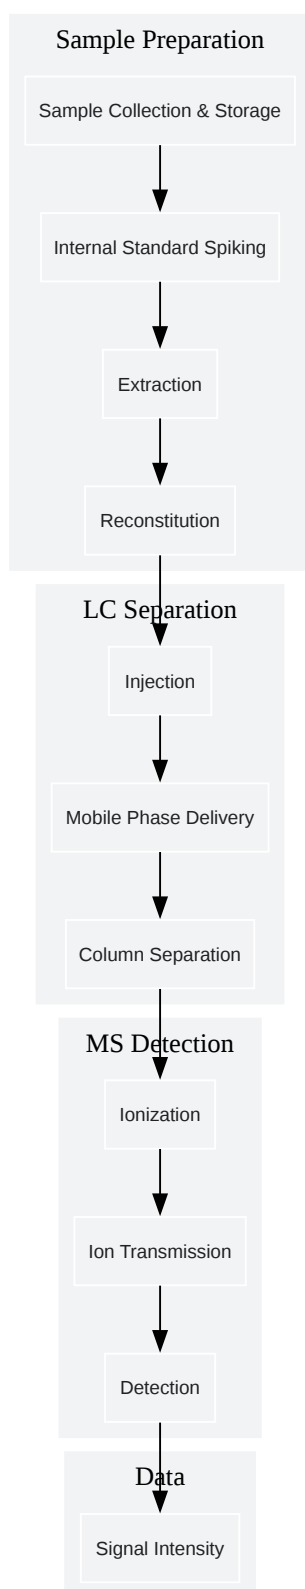 Sample Preparation
Sample Collection & Storage
Internal Standard Spiking
Extraction
Reconstitution
LC Separation
Injection
Mobile Phase Delivery
Column Separation
MS Detection
Ionization
Ion Transmission
Detection
Data
Signal Intensity